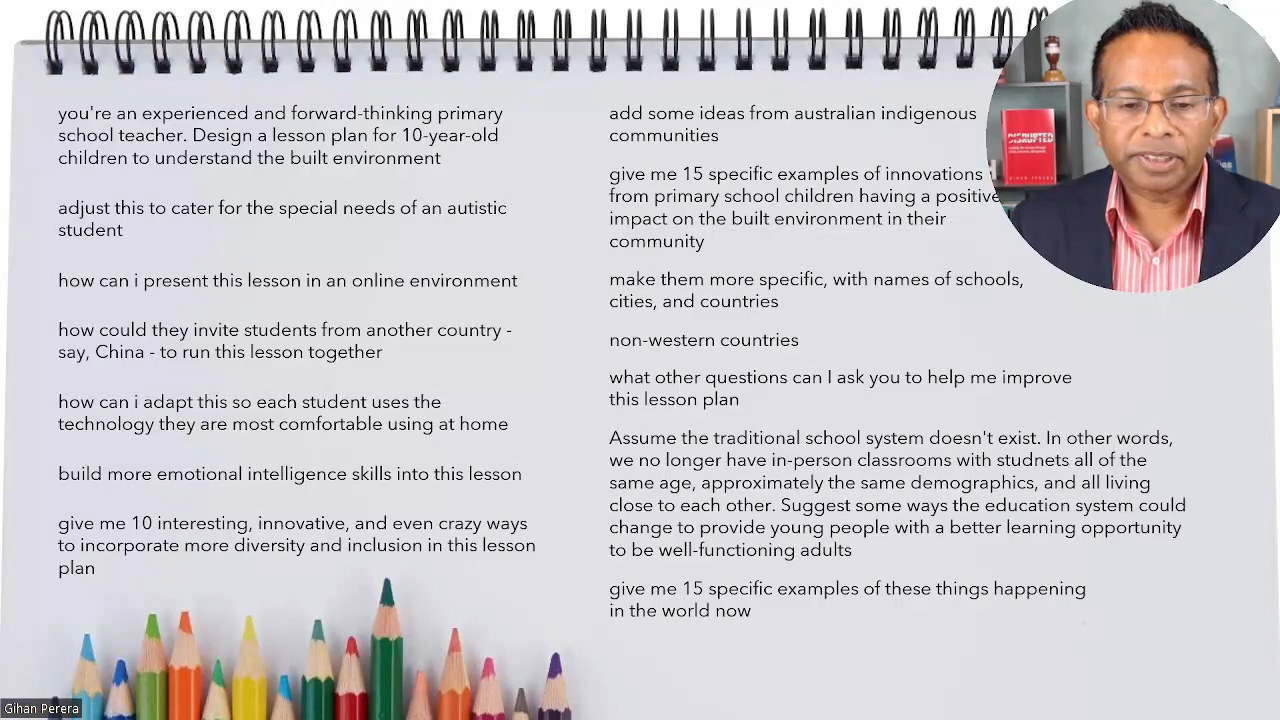 you're an experienced and forward-thinking primary
school teacher. Design a lesson plan for 10-year-old
children to understand the built environment
adjust this to cater for the special needs of an autistic
student
how can i present this lesson in an online environment
how could they invite students from another country -
say, China - to run this lesson together
how can i adapt this so each student uses the
technology they are most comfortable using at home
build more emotional intelligence skills into this lesson
give me 10 interesting, innovative, and even crazy ways
to incorporate more diversity and inclusion in this lesson
plan
add some ideas from australian indigenous
communities
give me 15 specific examples of innovations
from primary school children having a positive
impact on the built environment in their
community
make them more specific, with names of schools,
cities, and countries
non-western countries
what other questions can I ask you to help me improve
this lesson plan
Assume the traditional school system doesn't exist. In other words,
we no longer have in-person classrooms with studnets all of the
same age, approximately the same demographics, and all living
close to each other. Suggest some ways the education system could
change to provide young people with a better learning opportunity
to be well-functioning adults
give me 15 specific examples of these things happening
in the world now
DISRUPTED
GIHAN PERERA
Gihan Perera